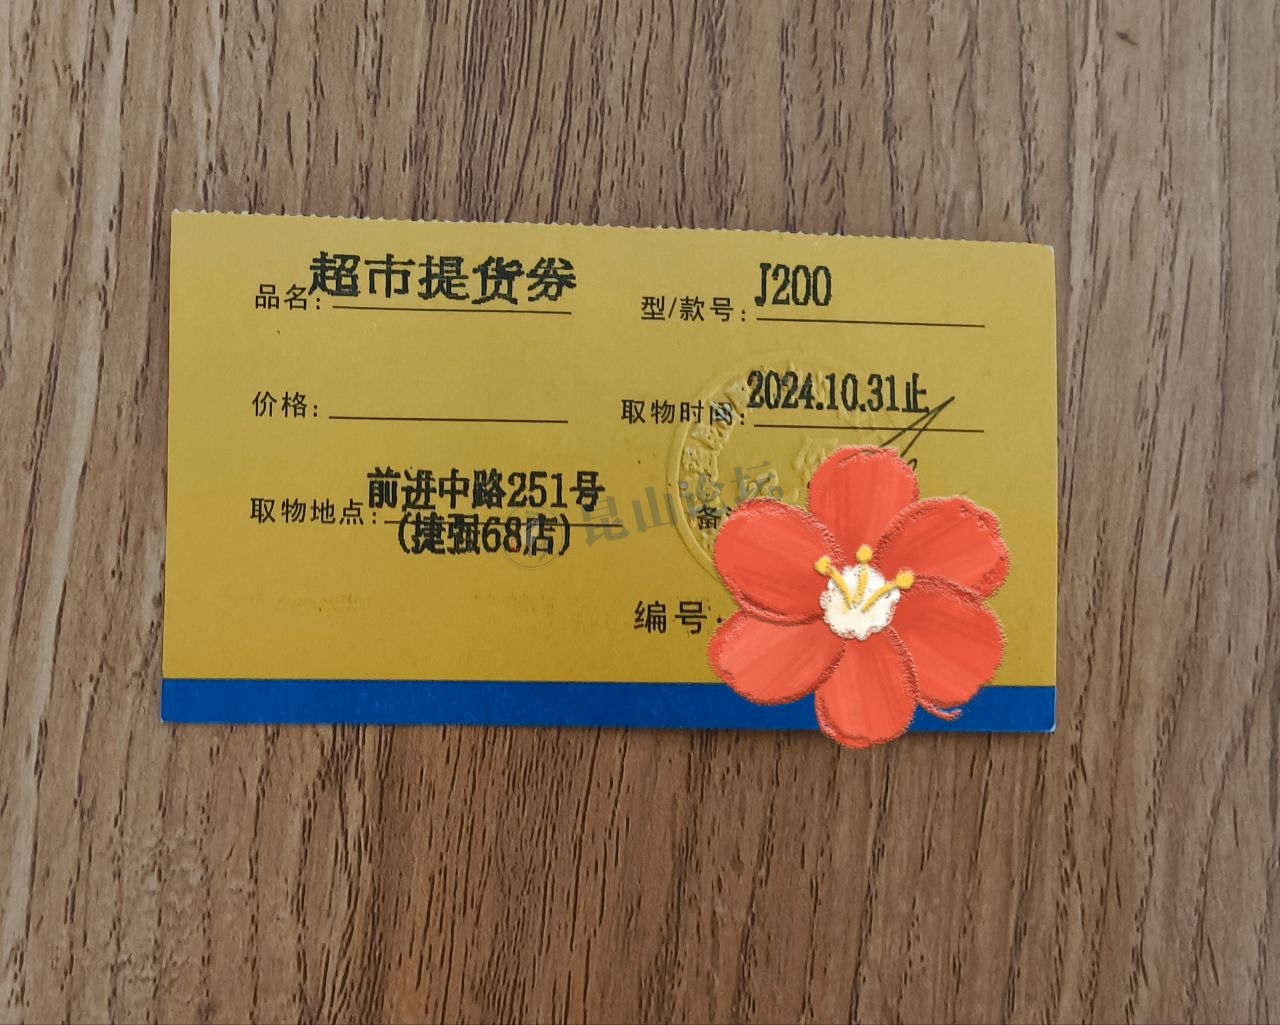 品名: 超市提货券
型/款号: J200
价格:
取物时间: 2024.10.31止
取物地点: 前进中路251号
(捷强68店)
备
昆山论坛
编号